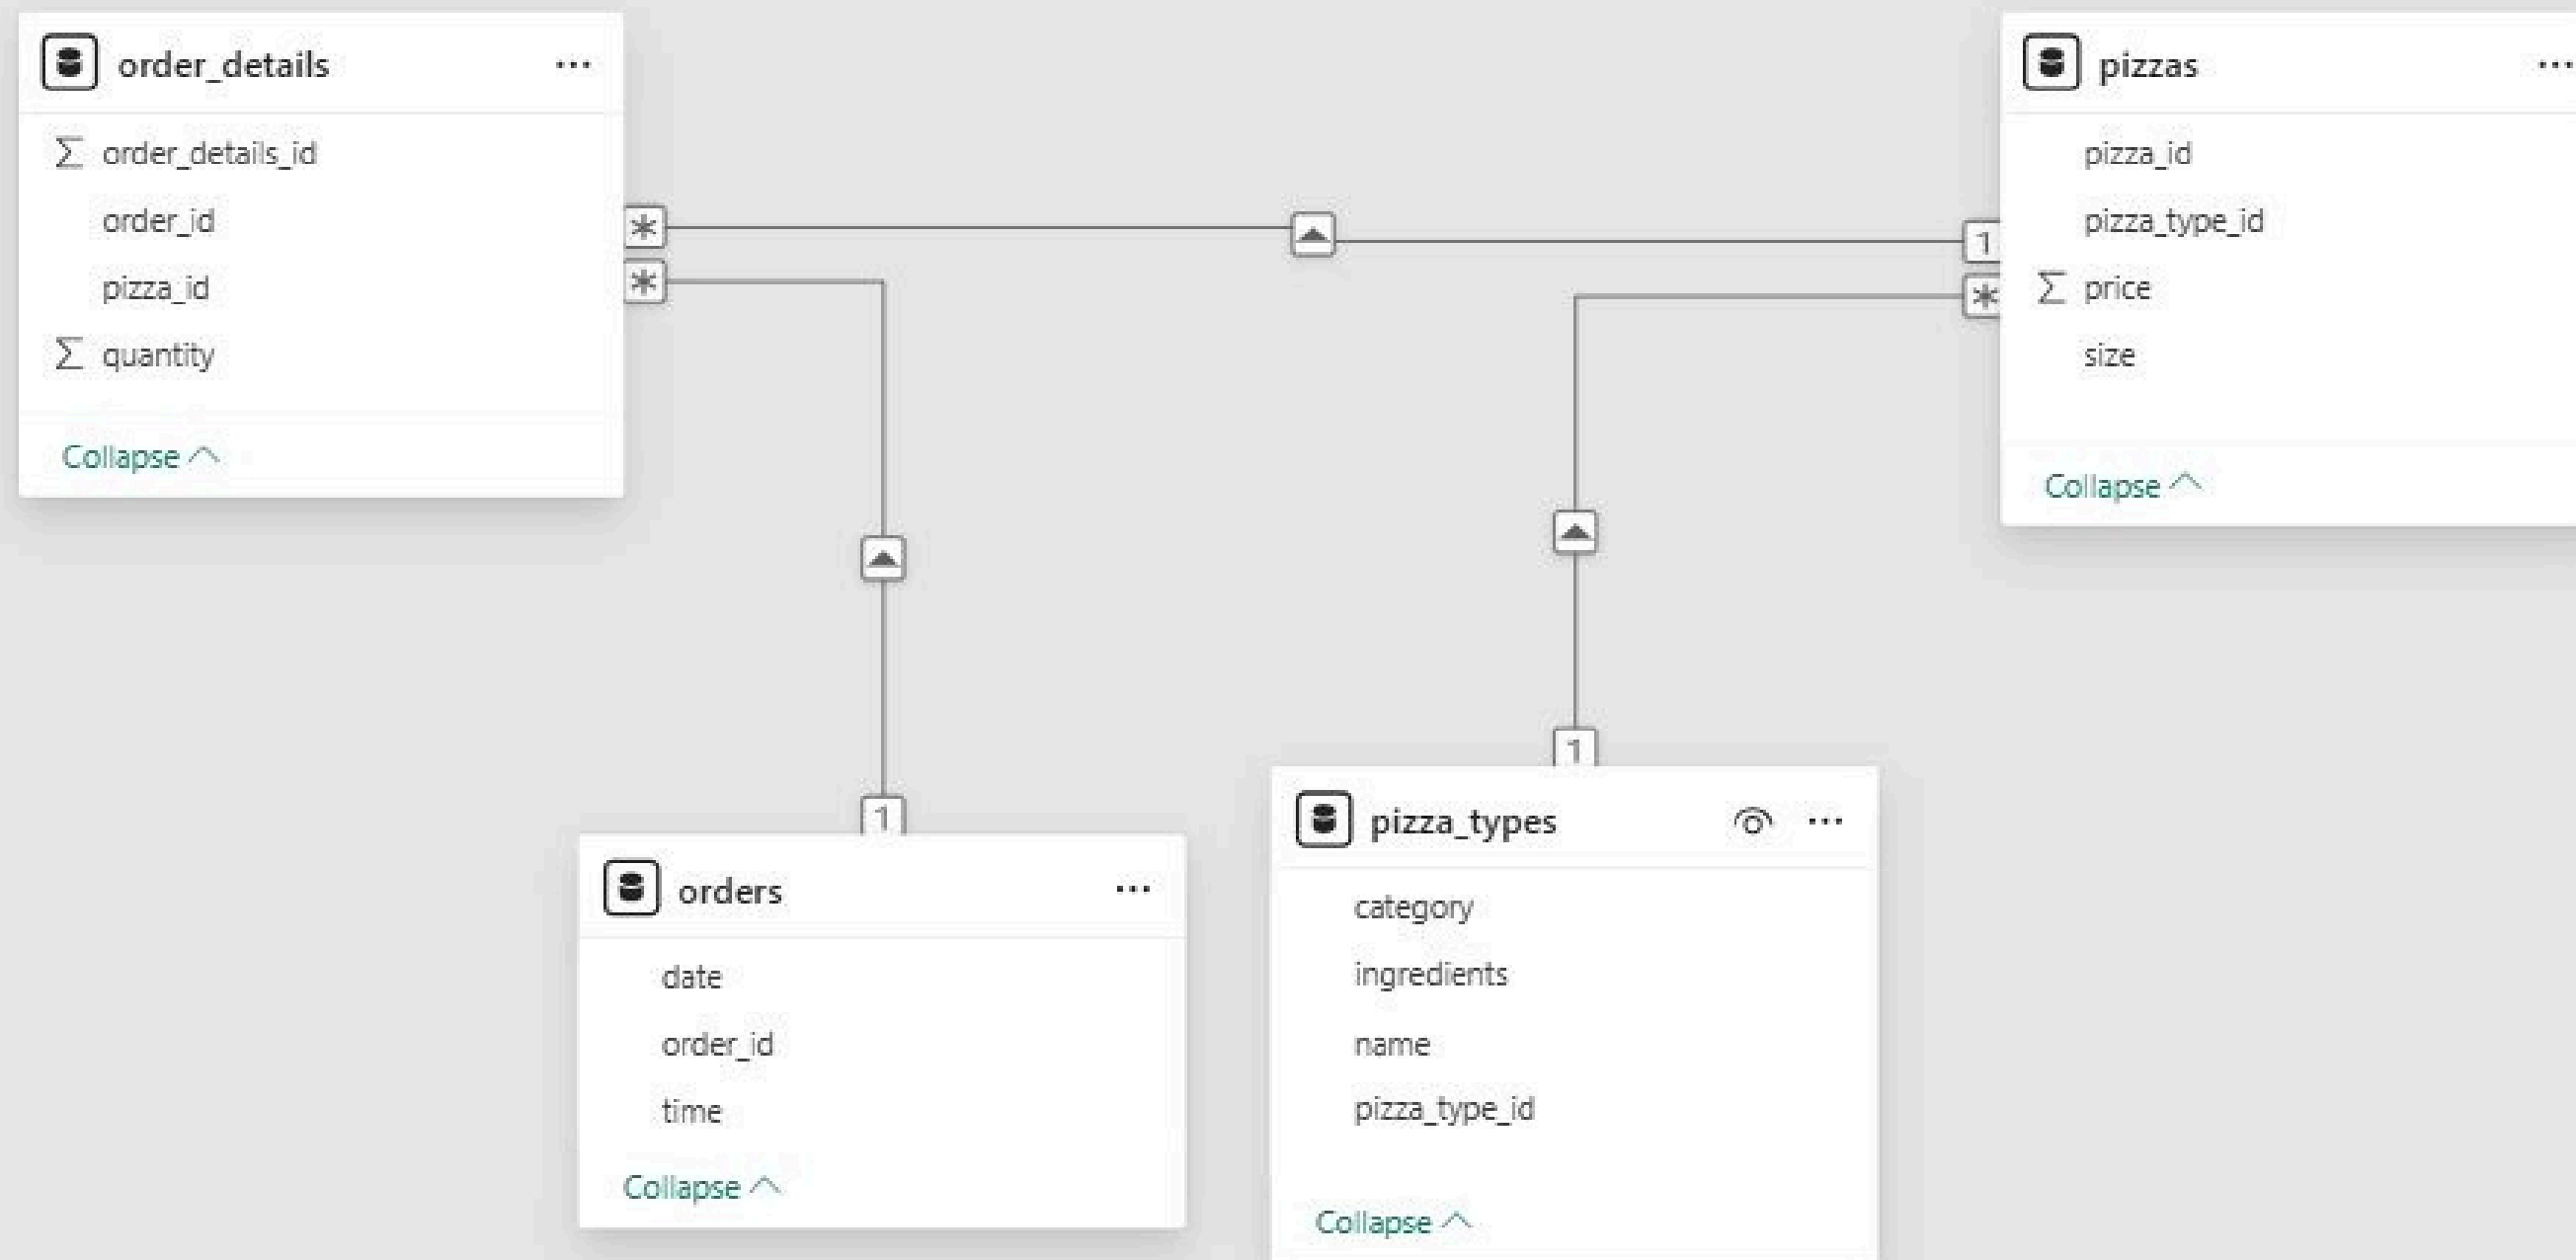 order_details ...
Σ order_details_id
order_id
pizza_id
Σ quantity
Collapse
pizzas ...
pizza_id
pizza_type_id
Σ price
size
Collapse
* 1
* *
1
1
orders ...
date
order_id
time
Collapse
pizza_types ...
category
ingredients
name
pizza_type_id
Collapse